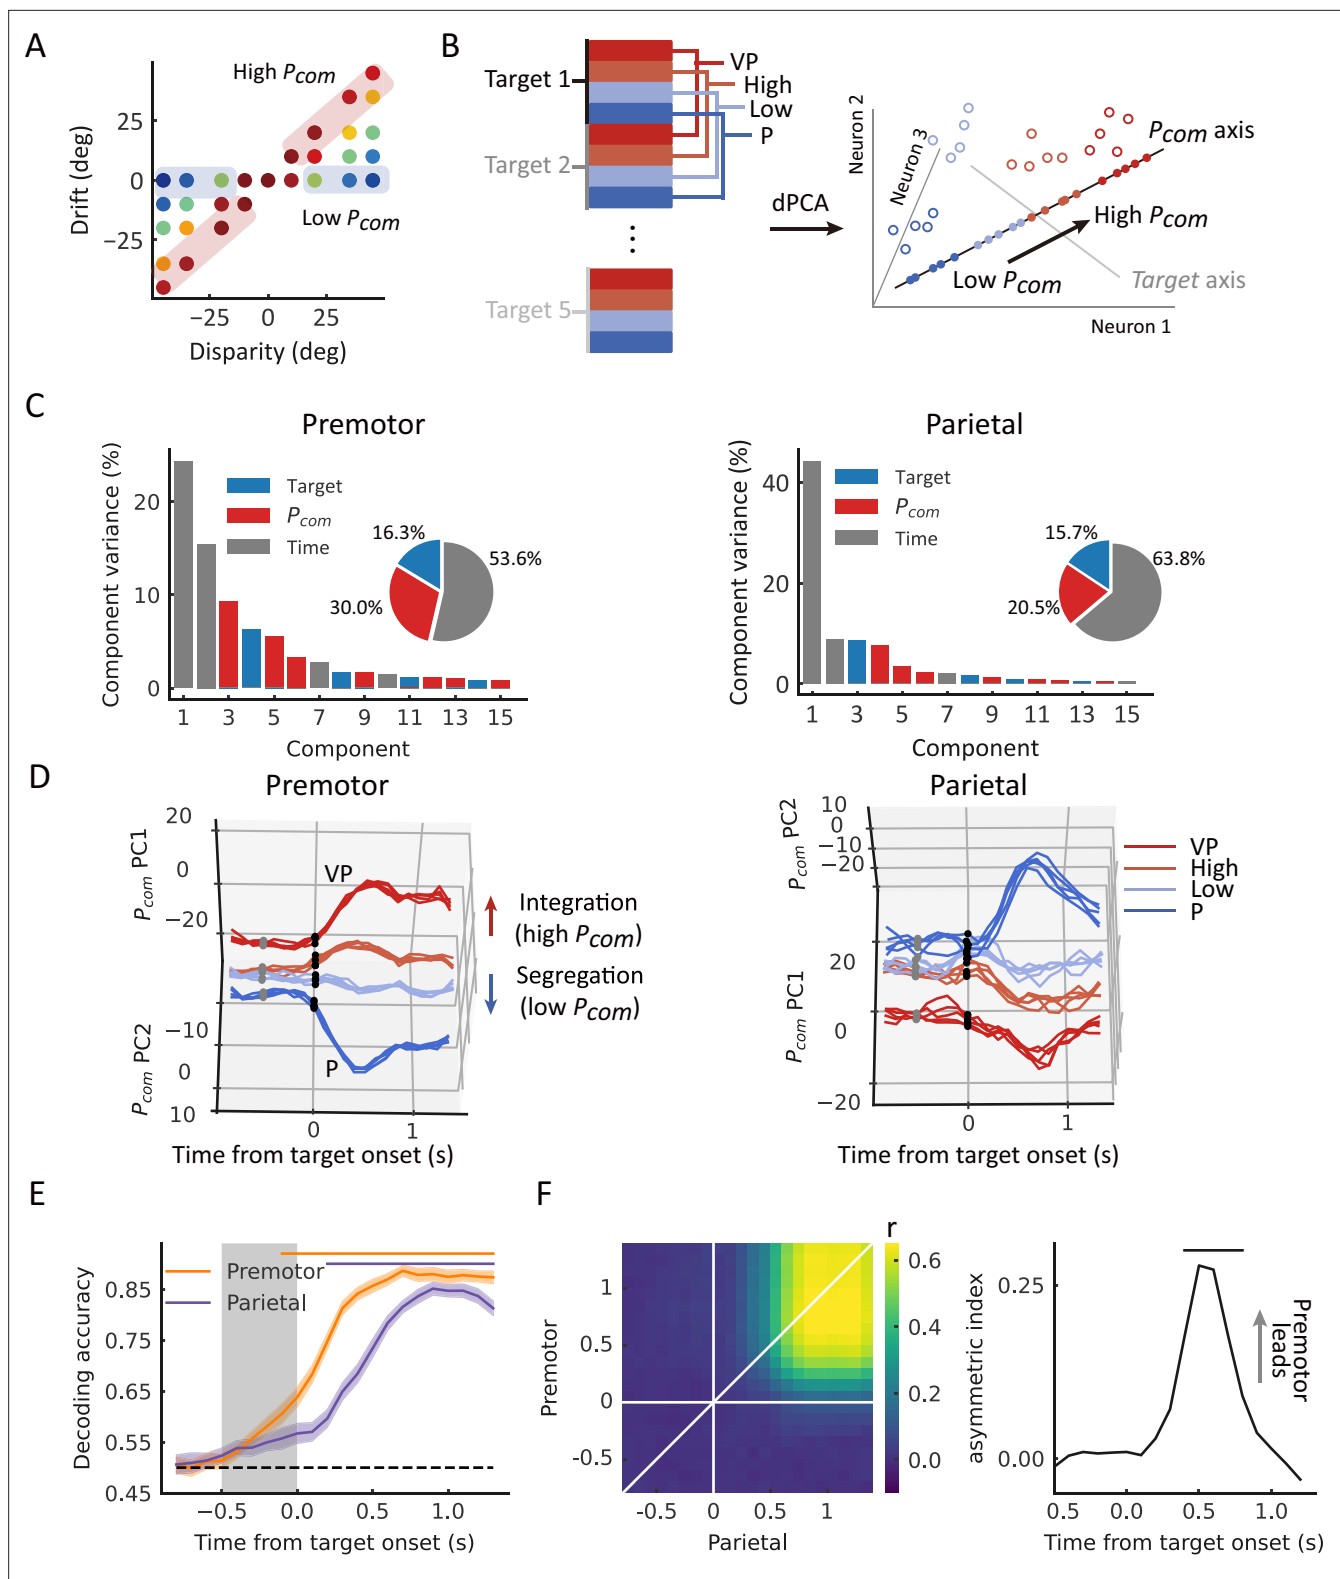 A
Drift (deg)
25
0
−25
−25
0
25
Disparity (deg)
High Pcom
Low Pcom
B
Target 1
Target 2
Target 5
VP
High
Low
P
dPCA
Neuron 2
Neuron 3
Neuron 1
Pcom axis
High Pcom
Low Pcom
Target axis
C
Premotor
Component variance (%)
20
10
0
1 3 5 7 9 11 13 15
Component
Target
Pcom
Time
16.3%
53.6%
30.0%
Parietal
Component variance (%)
40
20
0
1 3 5 7 9 11 13 15
Component
Target
Pcom
Time
15.7%
63.8%
20.5%
D
Premotor
Pcom PC1
20
0
−20
Pcom PC2
−10
0
10
VP
P
0 1
Time from target onset (s)
Integration
(high Pcom)
Segregation
(low Pcom)
Parietal
Pcom PC2
10
0
−10
−20
Pcom PC1
20
0
−20
0 1
Time from target onset (s)
VP
High
Low
P
E
Decoding accuracy
0.85
0.75
0.65
0.55
0.45
Premotor
Parietal
−0.5 0.0 0.5 1.0
Time from target onset (s)
F
Premotor
1
0.5
0
-0.5
-0.5 0 0.5 1
Parietal
r
0.6
0.4
0.2
0.0
asymmetric index
0.25
0.00
Premotor
leads
0.5 0.0 0.5 1.0
Time from target onset (s)